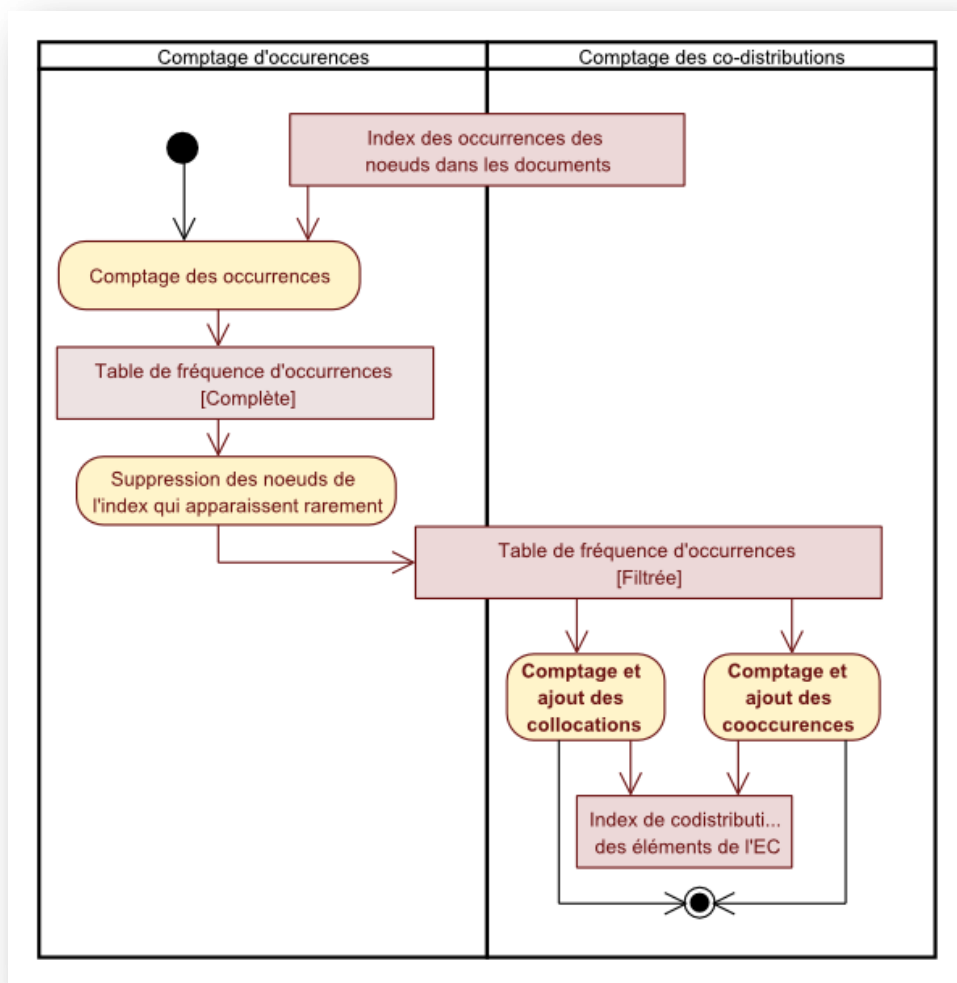 Comptage d'occurences
Comptage des co-distributions
Index des occurrences des
noeuds dans les documents
Comptage des occurrences
Table de fréquence d'occurrences
[Complète]
Suppression des noeuds de
l'index qui apparaissent rarement
Table de fréquence d'occurrences
[Filtrée]
Comptage et
ajout des
collocations
Comptage et
ajout des
cooccurences
Index de codistributi...
des éléments de l'EC